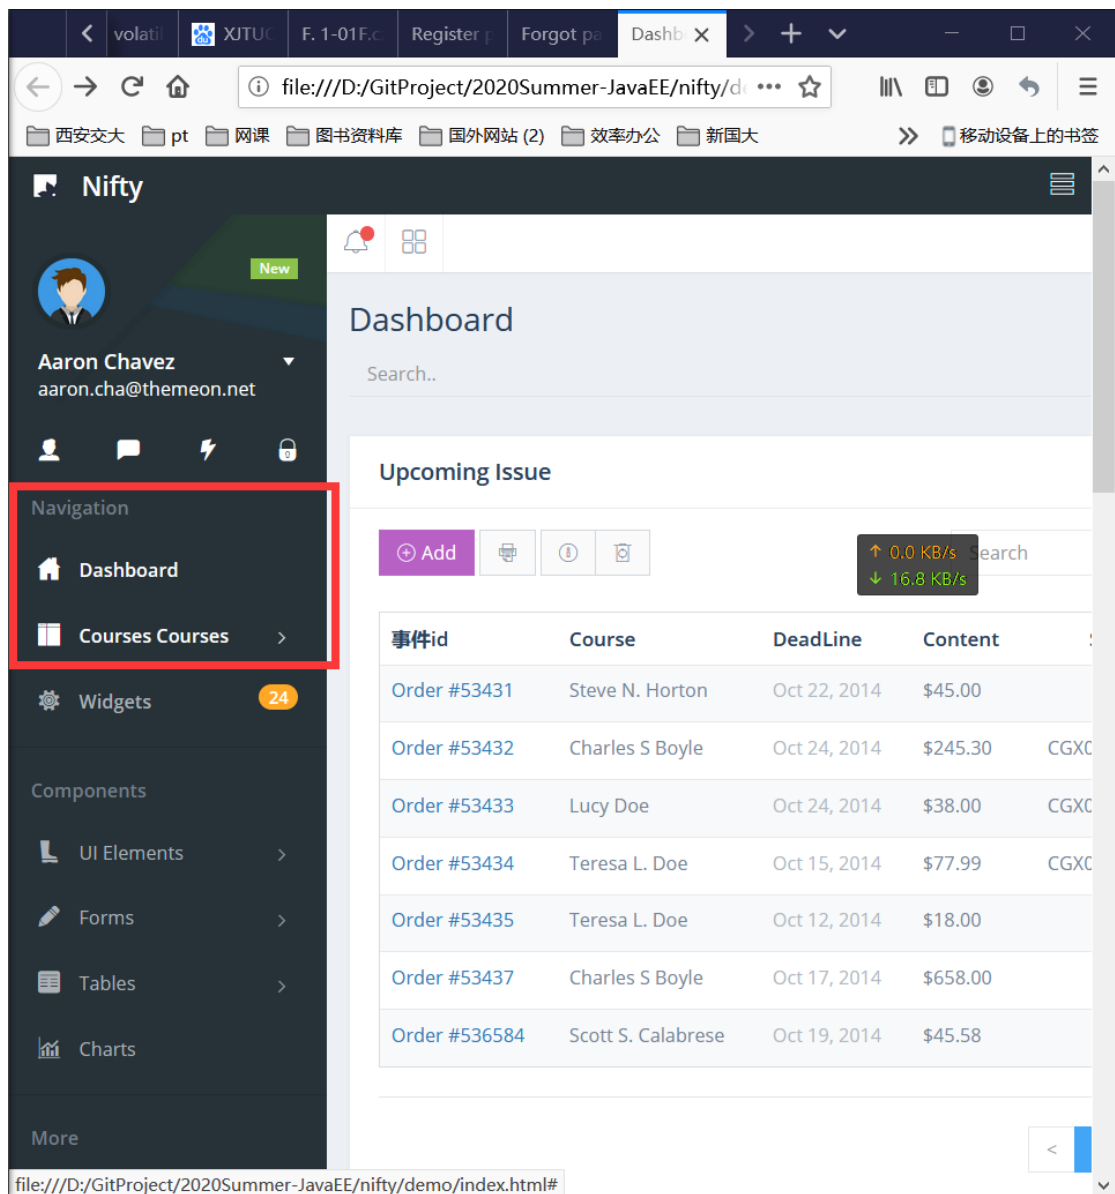 volati XJTUC F. 1-01F.c Register p Forgot pa Dashb
file:///D:/GitProject/2020Summer-JavaEE/nifty/d
西安交大 pt 网课 图书资料库 国外网站 (2) 效率办公 新国大 移动设备上的书签
Nifty
New
Aaron Chavez
aaron.cha@themeon.net
Navigation
Dashboard
Courses Courses
Widgets 24
Components
UI Elements
Forms
Tables
Charts
More
Dashboard
Search..
Upcoming Issue
Add
Search
↑ 0.0 KB/s
↓ 16.8 KB/s
事件id Course DeadLine Content
Order #53431 Steve N. Horton Oct 22, 2014 $45.00
Order #53432 Charles S Boyle Oct 24, 2014 $245.30 CGX0
Order #53433 Lucy Doe Oct 24, 2014 $38.00 CGX0
Order #53434 Teresa L. Doe Oct 15, 2014 $77.99 CGX0
Order #53435 Teresa L. Doe Oct 12, 2014 $18.00
Order #53437 Charles S Boyle Oct 17, 2014 $658.00
Order #536584 Scott S. Calabrese Oct 19, 2014 $45.58
<
file:///D:/GitProject/2020Summer-JavaEE/nifty/demo/index.html#